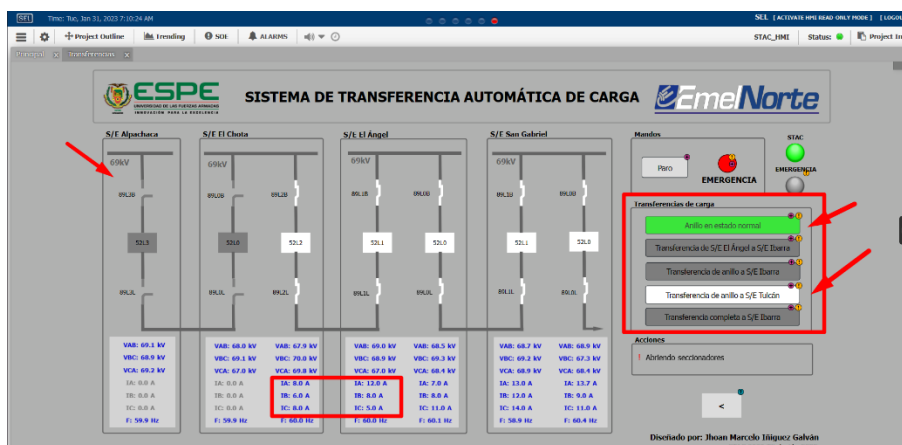 SEL Time: Tue, Jan 31, 2023 7:10:24 AM SEL [ACTIVATE HMI READ-ONLY MODE] [LOGOU
Project Outline Trending SOE ALARMS STAC_HMI Status: Project In
Principal x Transferencias x
ESPE
UNIVERSIDAD DE LAS FUERZAS ARMADAS
INNOVACIÓN PARA LA EXCELENCIA
SISTEMA DE TRANSFERENCIA AUTOMÁTICA DE CARGA
EmelNorte
S/E Alpachaca S/E El Chota S/E El Ángel S/E San Gabriel Mandos STAC
69kV 69kV 69kV 69kV
Paro EMERGENCIA EMERGENCIA
89L3B 89L0B 89L2B 89L1B 89L0B 89L1B 89L0B
Transferencias de carga
Anillo en estado normal
52L3 52L0 52L2 52L1 52L0 52L1 52L0
Transferencia de S/E El Ángel a S/E Ibarra
Transferencia de anillo a S/E Ibarra
89L3L 89L0L 89L2L 89L1L 89L0L 89L1L 89L0L
Transferencia de anillo a S/E Tulcán
Transferencia completa a S/E Ibarra
VAB: 69.1 kV VAB: 68.0 kV VAB: 67.9 kV VAB: 69.0 kV VAB: 68.5 kV VAB: 68.7 kV VAB: 68.9 kV
VBC: 68.9 kV VBC: 69.1 kV VBC: 70.0 kV VBC: 68.9 kV VBC: 69.3 kV VBC: 69.2 kV VBC: 67.3 kV
VCA: 69.2 kV VCA: 67.0 kV VCA: 69.8 kV VCA: 67.0 kV VCA: 68.4 kV VCA: 68.9 kV VCA: 68.4 kV
IA: 0.0 A IA: 0.0 A IA: 8.0 A IA: 12.0 A IA: 7.0 A IA: 13.0 A IA: 13.7 A
IB: 0.0 A IB: 0.0 A IB: 6.0 A IB: 8.0 A IB: 8.0 A IB: 12.0 A IB: 9.0 A
IC: 0.0 A IC: 0.0 A IC: 8.0 A IC: 5.0 A IC: 11.0 A IC: 14.0 A IC: 11.0 A
F: 59.9 Hz F: 59.9 Hz F: 60.0 Hz F: 60.0 Hz F: 60.1 Hz F: 58.9 Hz F: 60.4 Hz
Acciones
! Abriendo seccionadores
<
Diseñado por: Jhoan Marcelo Iñiguez Galván